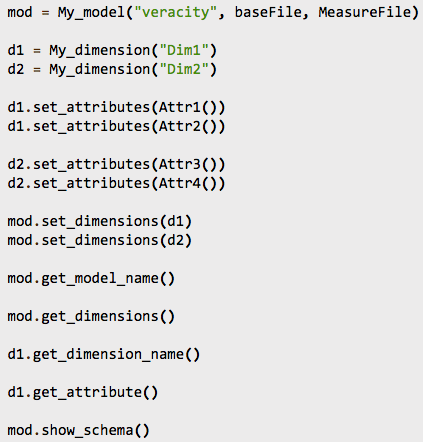 mod = My_model("veracity", baseFile, MeasureFile)
d1 = My_dimension("Dim1")
d2 = My_dimension("Dim2")
d1.set_attributes(Attr1())
d1.set_attributes(Attr2())
d2.set_attributes(Attr3())
d2.set_attributes(Attr4())
mod.set_dimensions(d1)
mod.set_dimensions(d2)
mod.get_model_name()
mod.get_dimensions()
d1.get_dimension_name()
d1.get_attribute()
mod.show_schema()